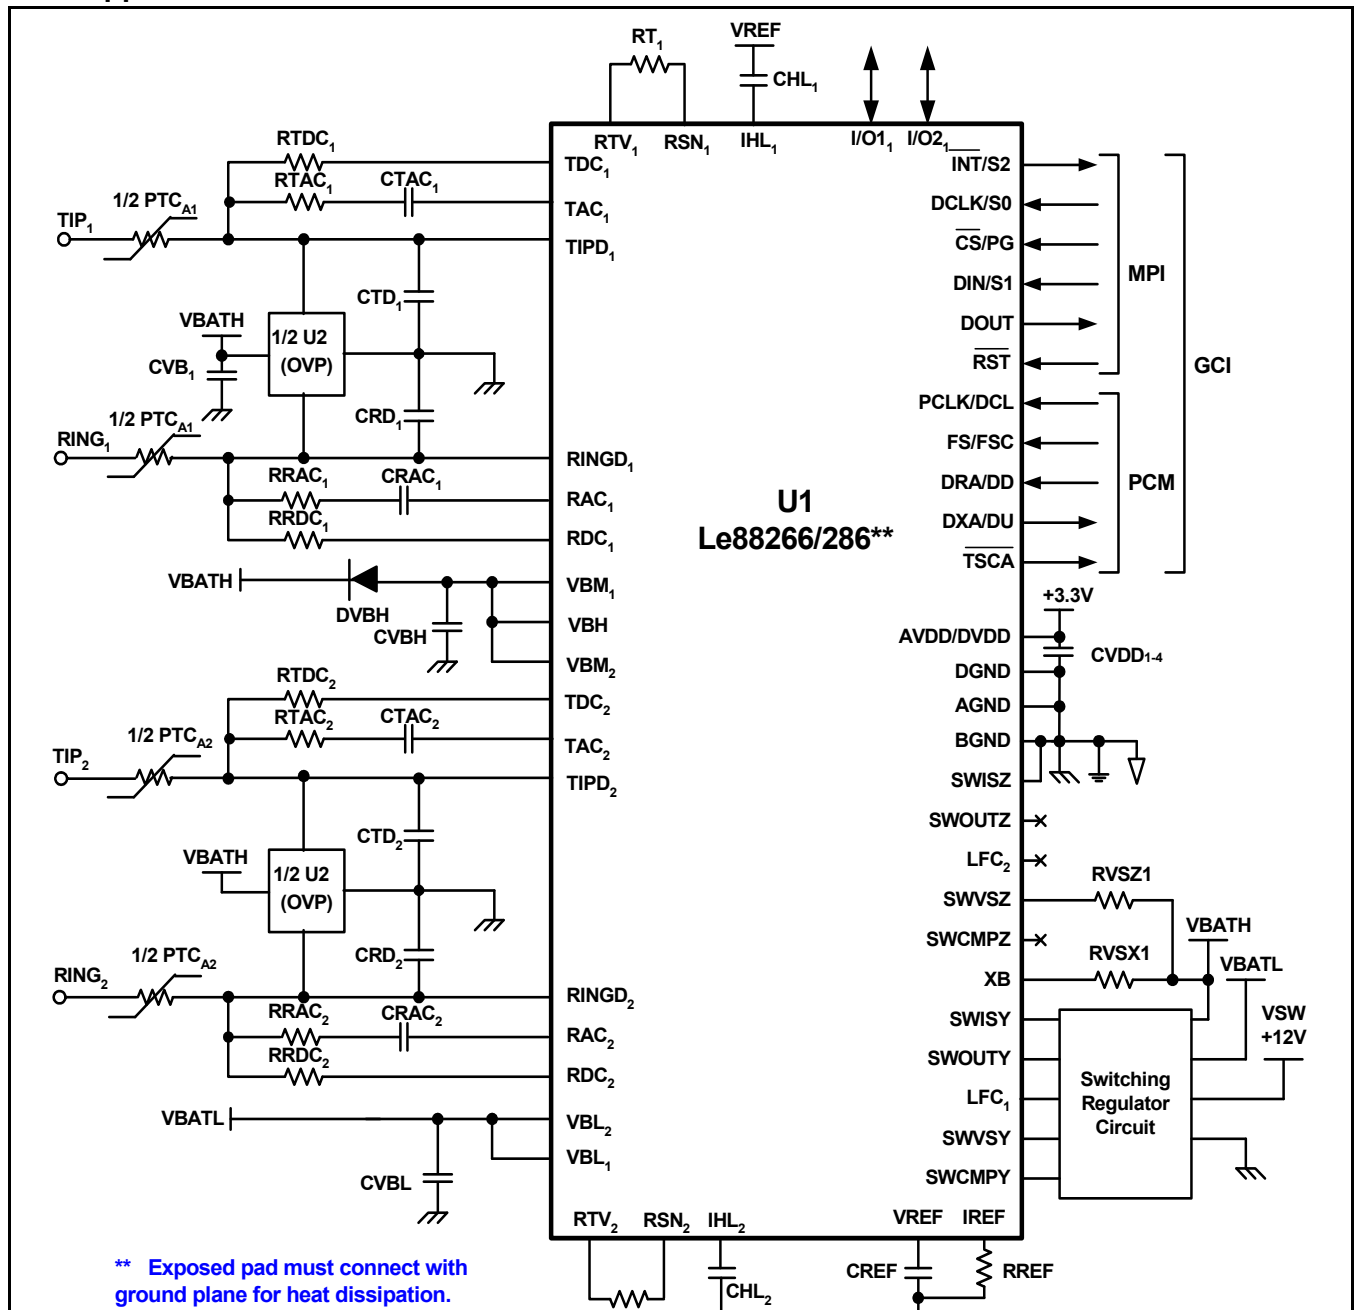 RT1
VREF
CHL1
RTV1
RSN1
IHL1
I/O11
I/O21
RTDC1
TDC1
RTAC1
CTAC1
TAC1
1/2 PTCA1
TIP1
TIPD1
CTD1
VBATH
1/2 U2
(OVP)
CVB1
CRD1
1/2 PTCA1
RING1
RINGD1
RRAC1
CRAC1
RAC1
RRDC1
RDC1
VBATH
DVBH
CVBH
VBM1
VBH
VBM2
RTDC2
TDC2
RTAC2
CTAC2
TAC2
1/2 PTCA2
TIP2
TIPD2
CTD2
VBATH
1/2 U2
(OVP)
CRD2
1/2 PTCA2
RING2
RINGD2
RRAC2
CRAC2
RAC2
RRDC2
RDC2
VBATL
VBL2
VBL1
CVBL
U1
Le88266/286**
INT/S2
DCLK/S0
CS/PG
DIN/S1
DOUT
RST
MPI
GCI
PCLK/DCL
FS/FSC
DRA/DD
DXA/DU
TSCA
PCM
+3.3V
AVDD/DVDD
CVDD1-4
DGND
AGND
BGND
SWISZ
SWOUTZ
LFC2
SWVSZ
RVSZ1
SWCMPZ
VBATH
XB
RVSX1
VBATL
SWISY
VSW
+12V
SWOUTY
LFC1
SWVSY
SWCMPY
Switching
Regulator
Circuit
RTV2
RSN2
IHL2
VREF
IREF
CHL2
CREF
RREF
** Exposed pad must connect with
ground plane for heat dissipation.